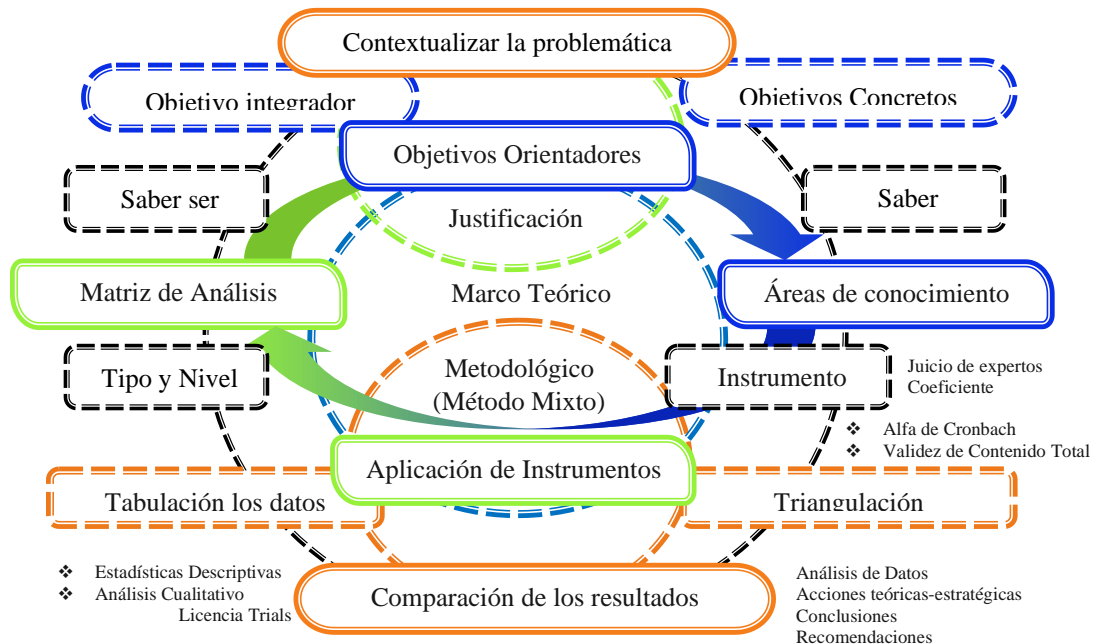 Contextualizar la problemática
Objetivo integrador
Objetivos Concretos
Objetivos Orientadores
Saber ser
Saber
Justificación
Matriz de Análisis
Marco Teórico
Áreas de conocimiento
Tipo y Nivel
Metodológico
(Método Mixto)
Instrumento
Juicio de expertos
Coeficiente
❖ Alfa de Cronbach
❖ Validez de Contenido Total
Aplicación de Instrumentos
Tabulación los datos
Triangulación
❖ Estadísticas Descriptivas
❖ Análisis Cualitativo
Licencia Trials
Comparación de los resultados
Análisis de Datos
Acciones teóricas-estratégicas
Conclusiones
Recomendaciones